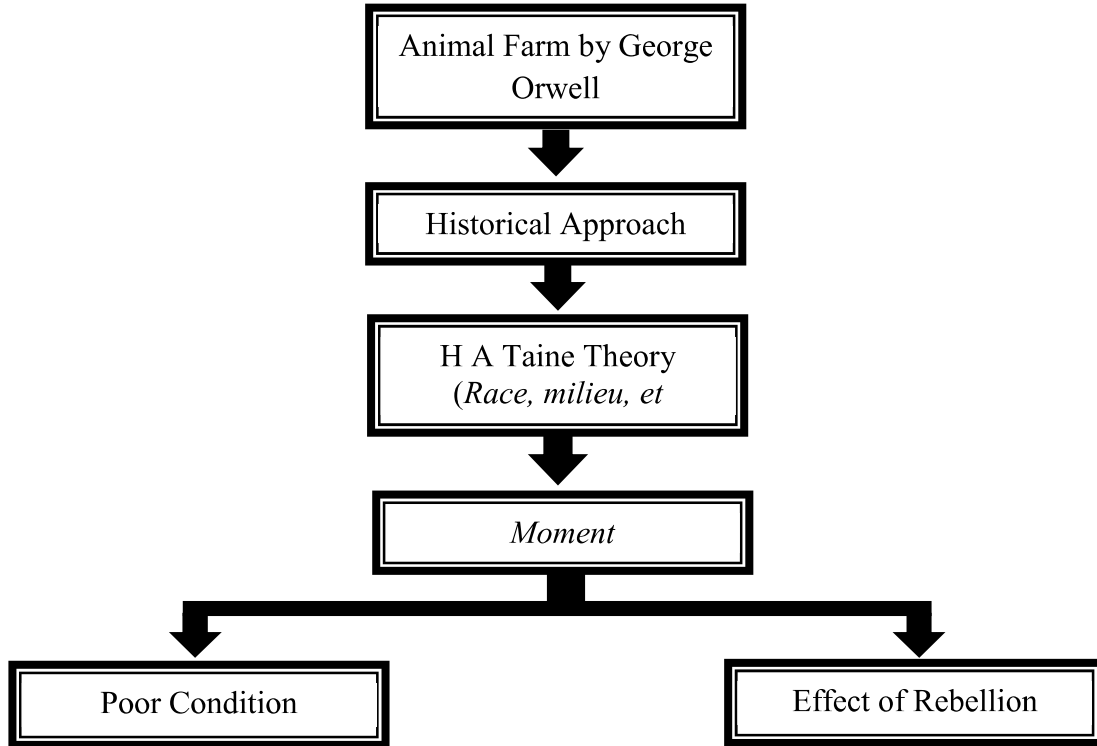 Animal Farm by George
Orwell
Historical Approach
H A Taine Theory
(Race, milieu, et
Moment
Poor Condition
Effect of Rebellion